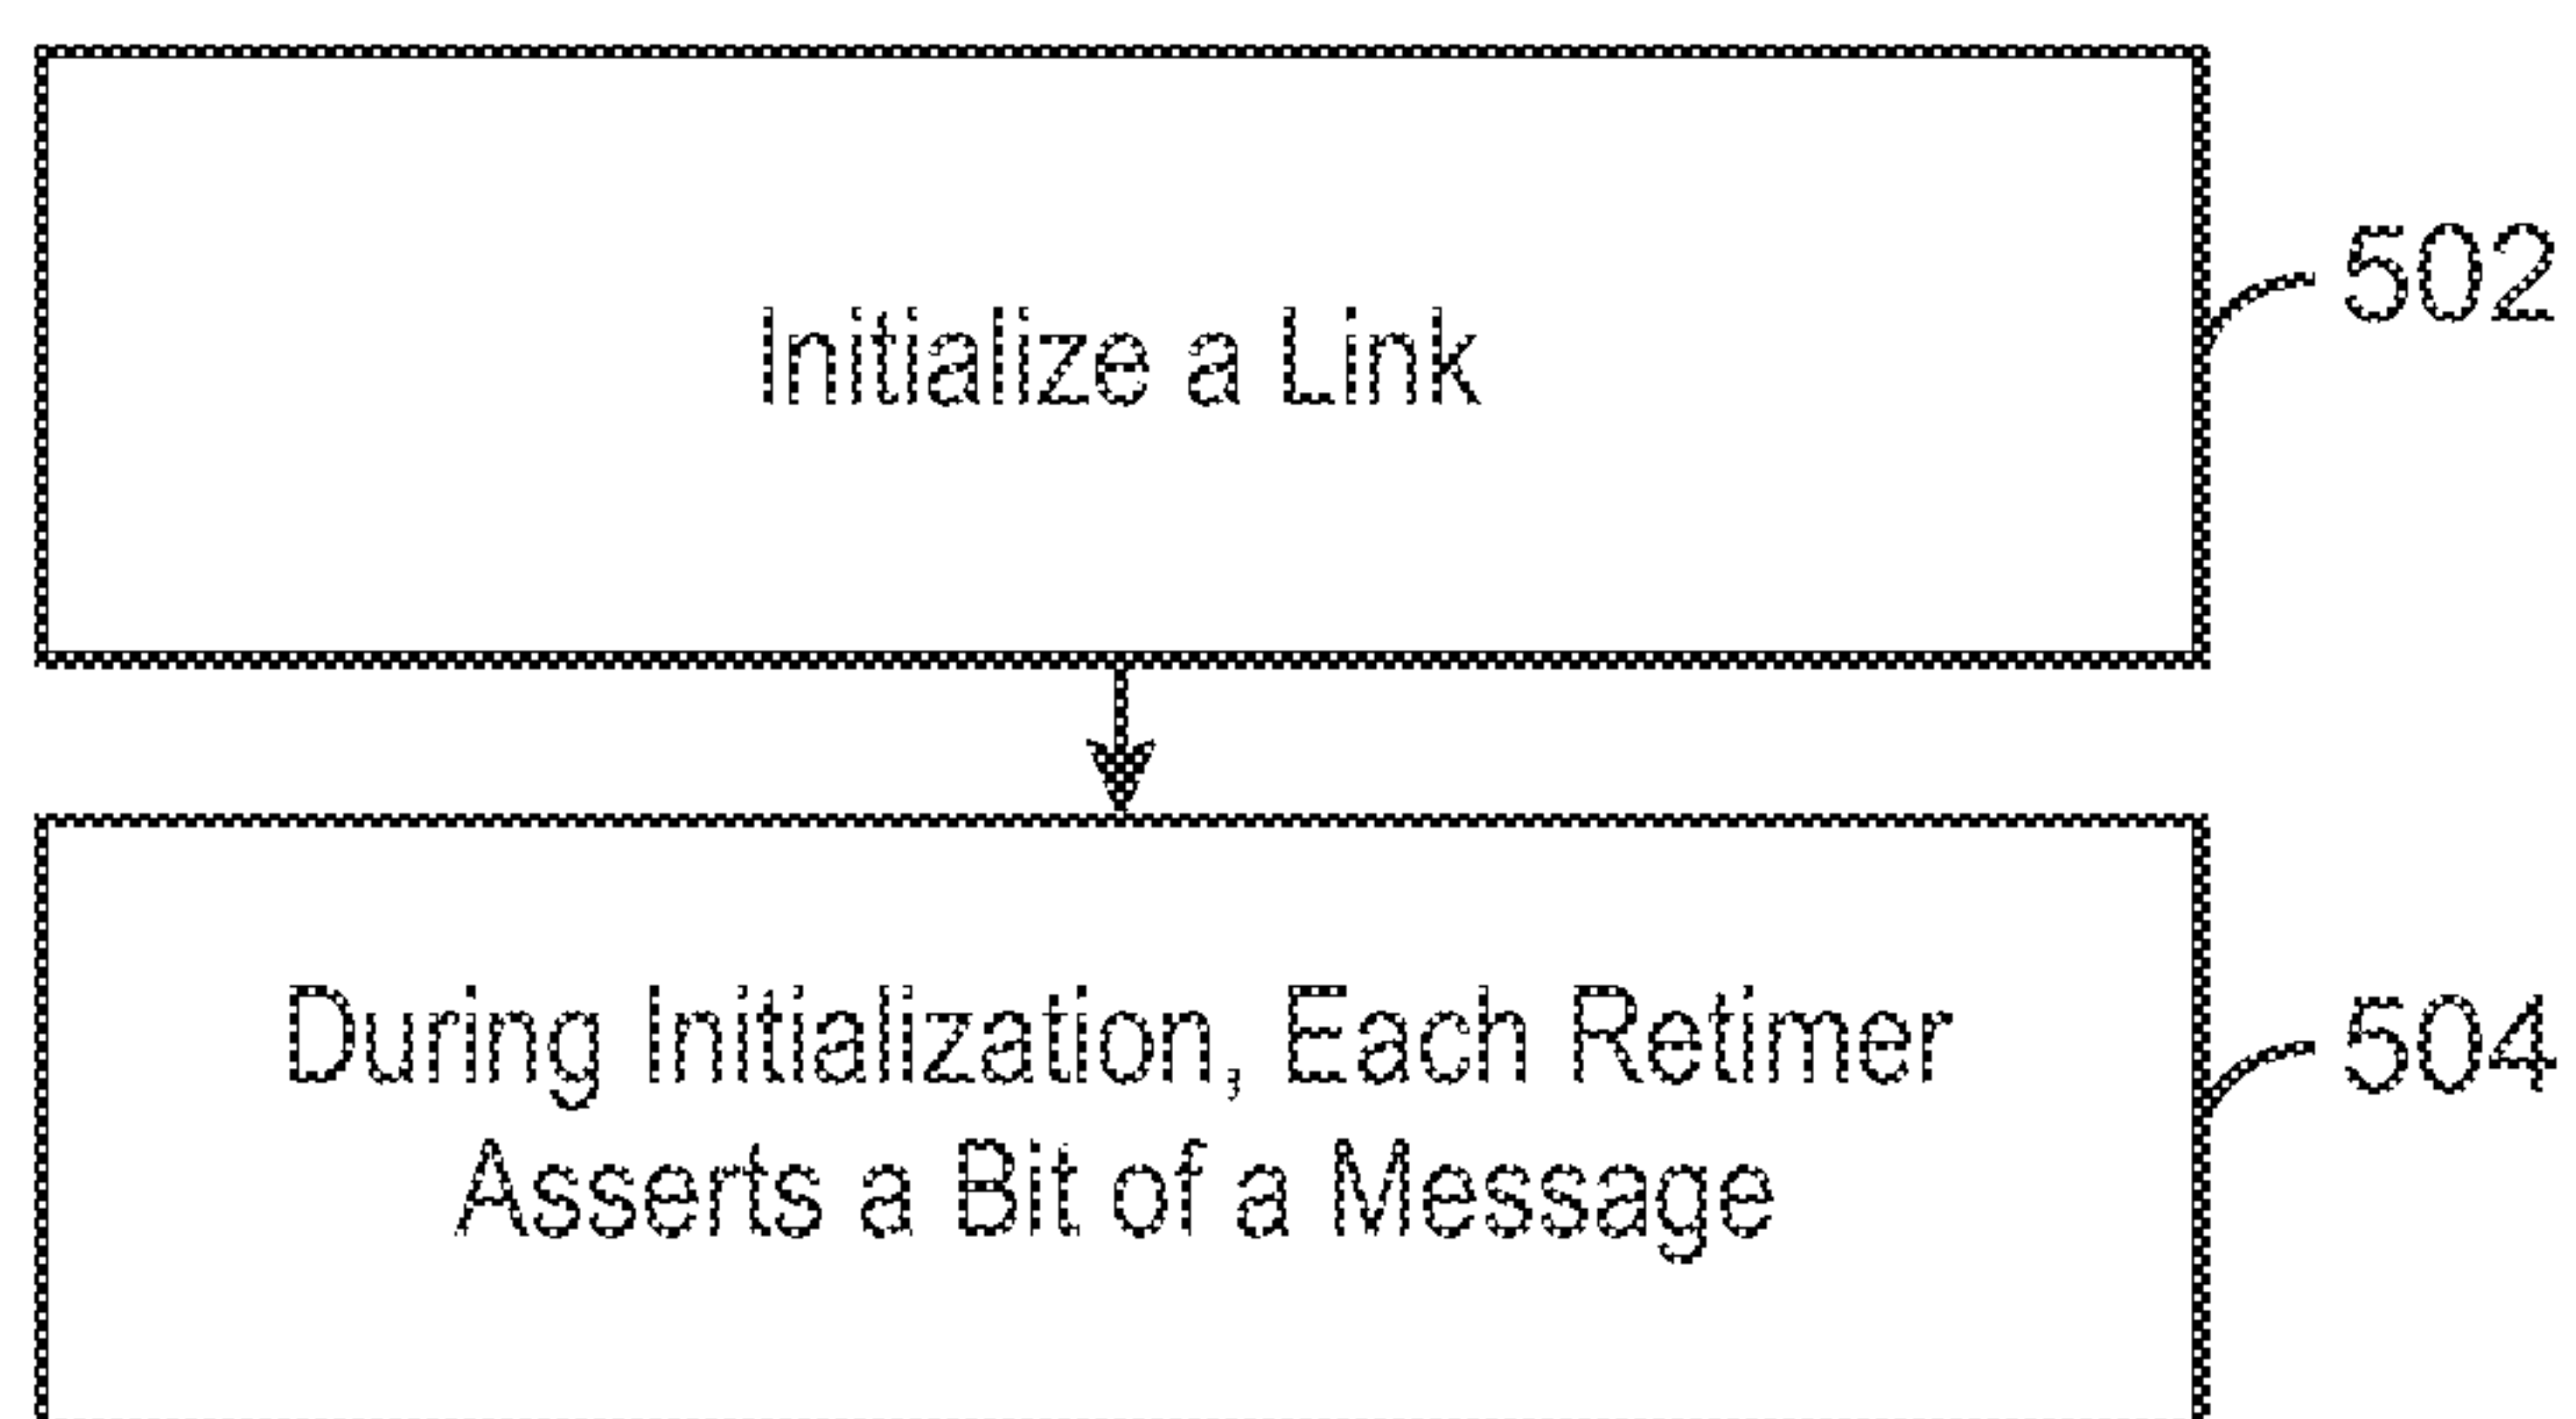 Initialize a Link
502
During Initialization, Each Retimer
Asserts a Bit of a Message
504